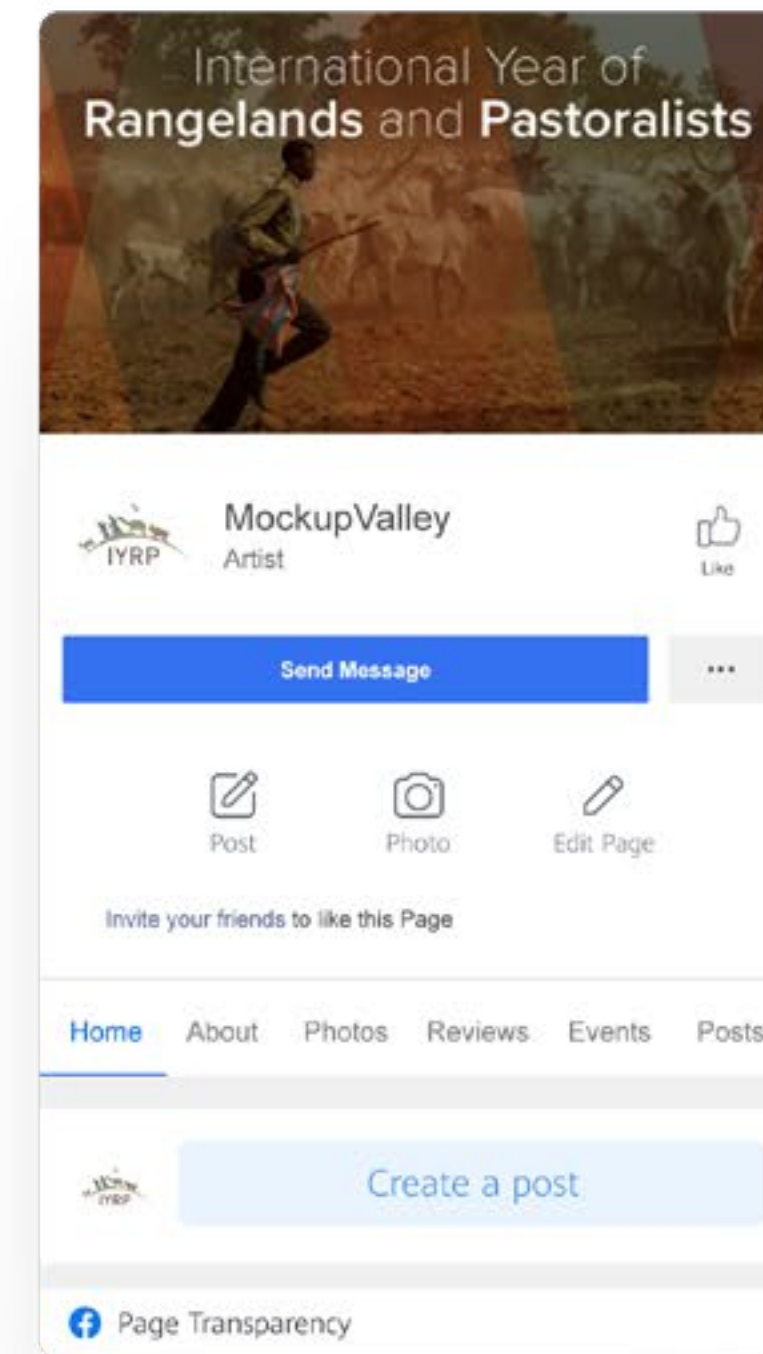 International Year of
Rangelands and Pastoralists
IYRP
MockupValley
Artist
Like
Send Message
Post
Photo
Edit Page
Invite your friends to like this Page
Home About Photos Reviews Events Posts
IYRP
Create a post
Page Transparency